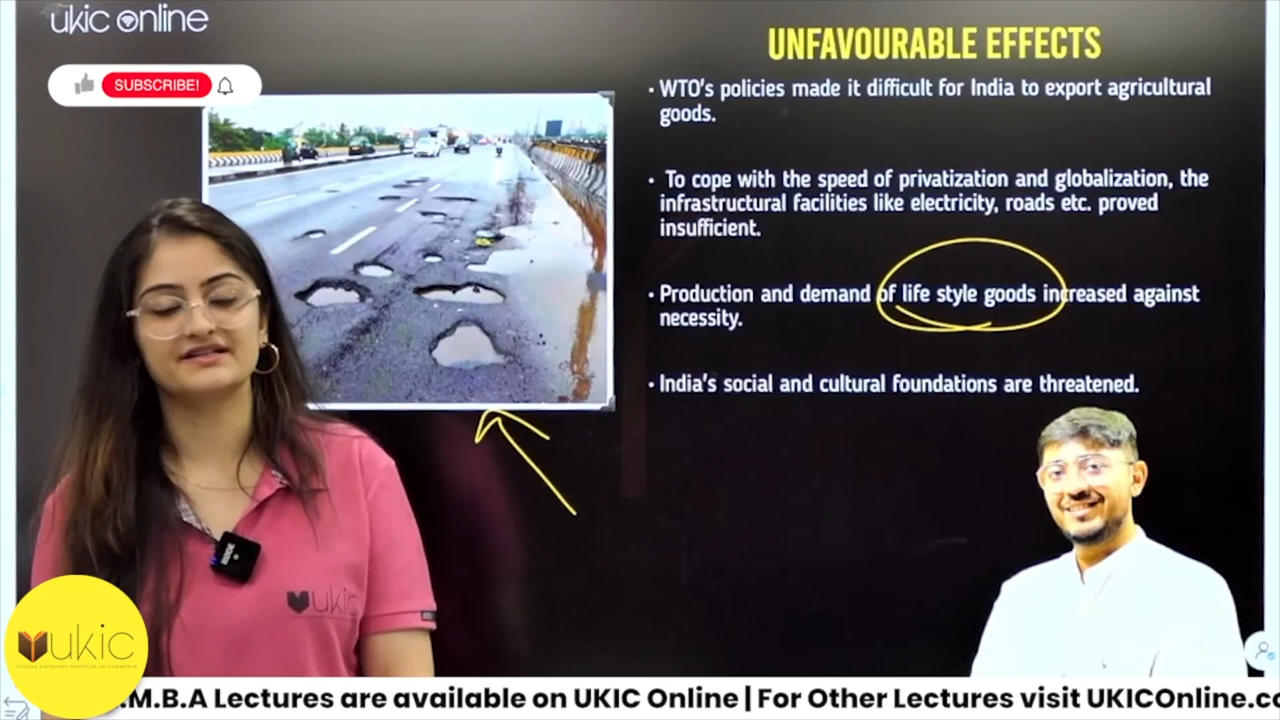 ukic online
SUBSCRIBE!
UNFAVOURABLE EFFECTS
• WTO's policies made it difficult for India to export agricultural
goods.
• To cope with the speed of privatization and globalization, the
infrastructural facilities like electricity, roads etc. proved
insufficient.
• Production and demand of life style goods increased against
necessity.
• India's social and cultural foundations are threatened.
ukic
ukic
.M.B.A Lectures are available on UKIC Online | For Other Lectures visit UKICOnline.co